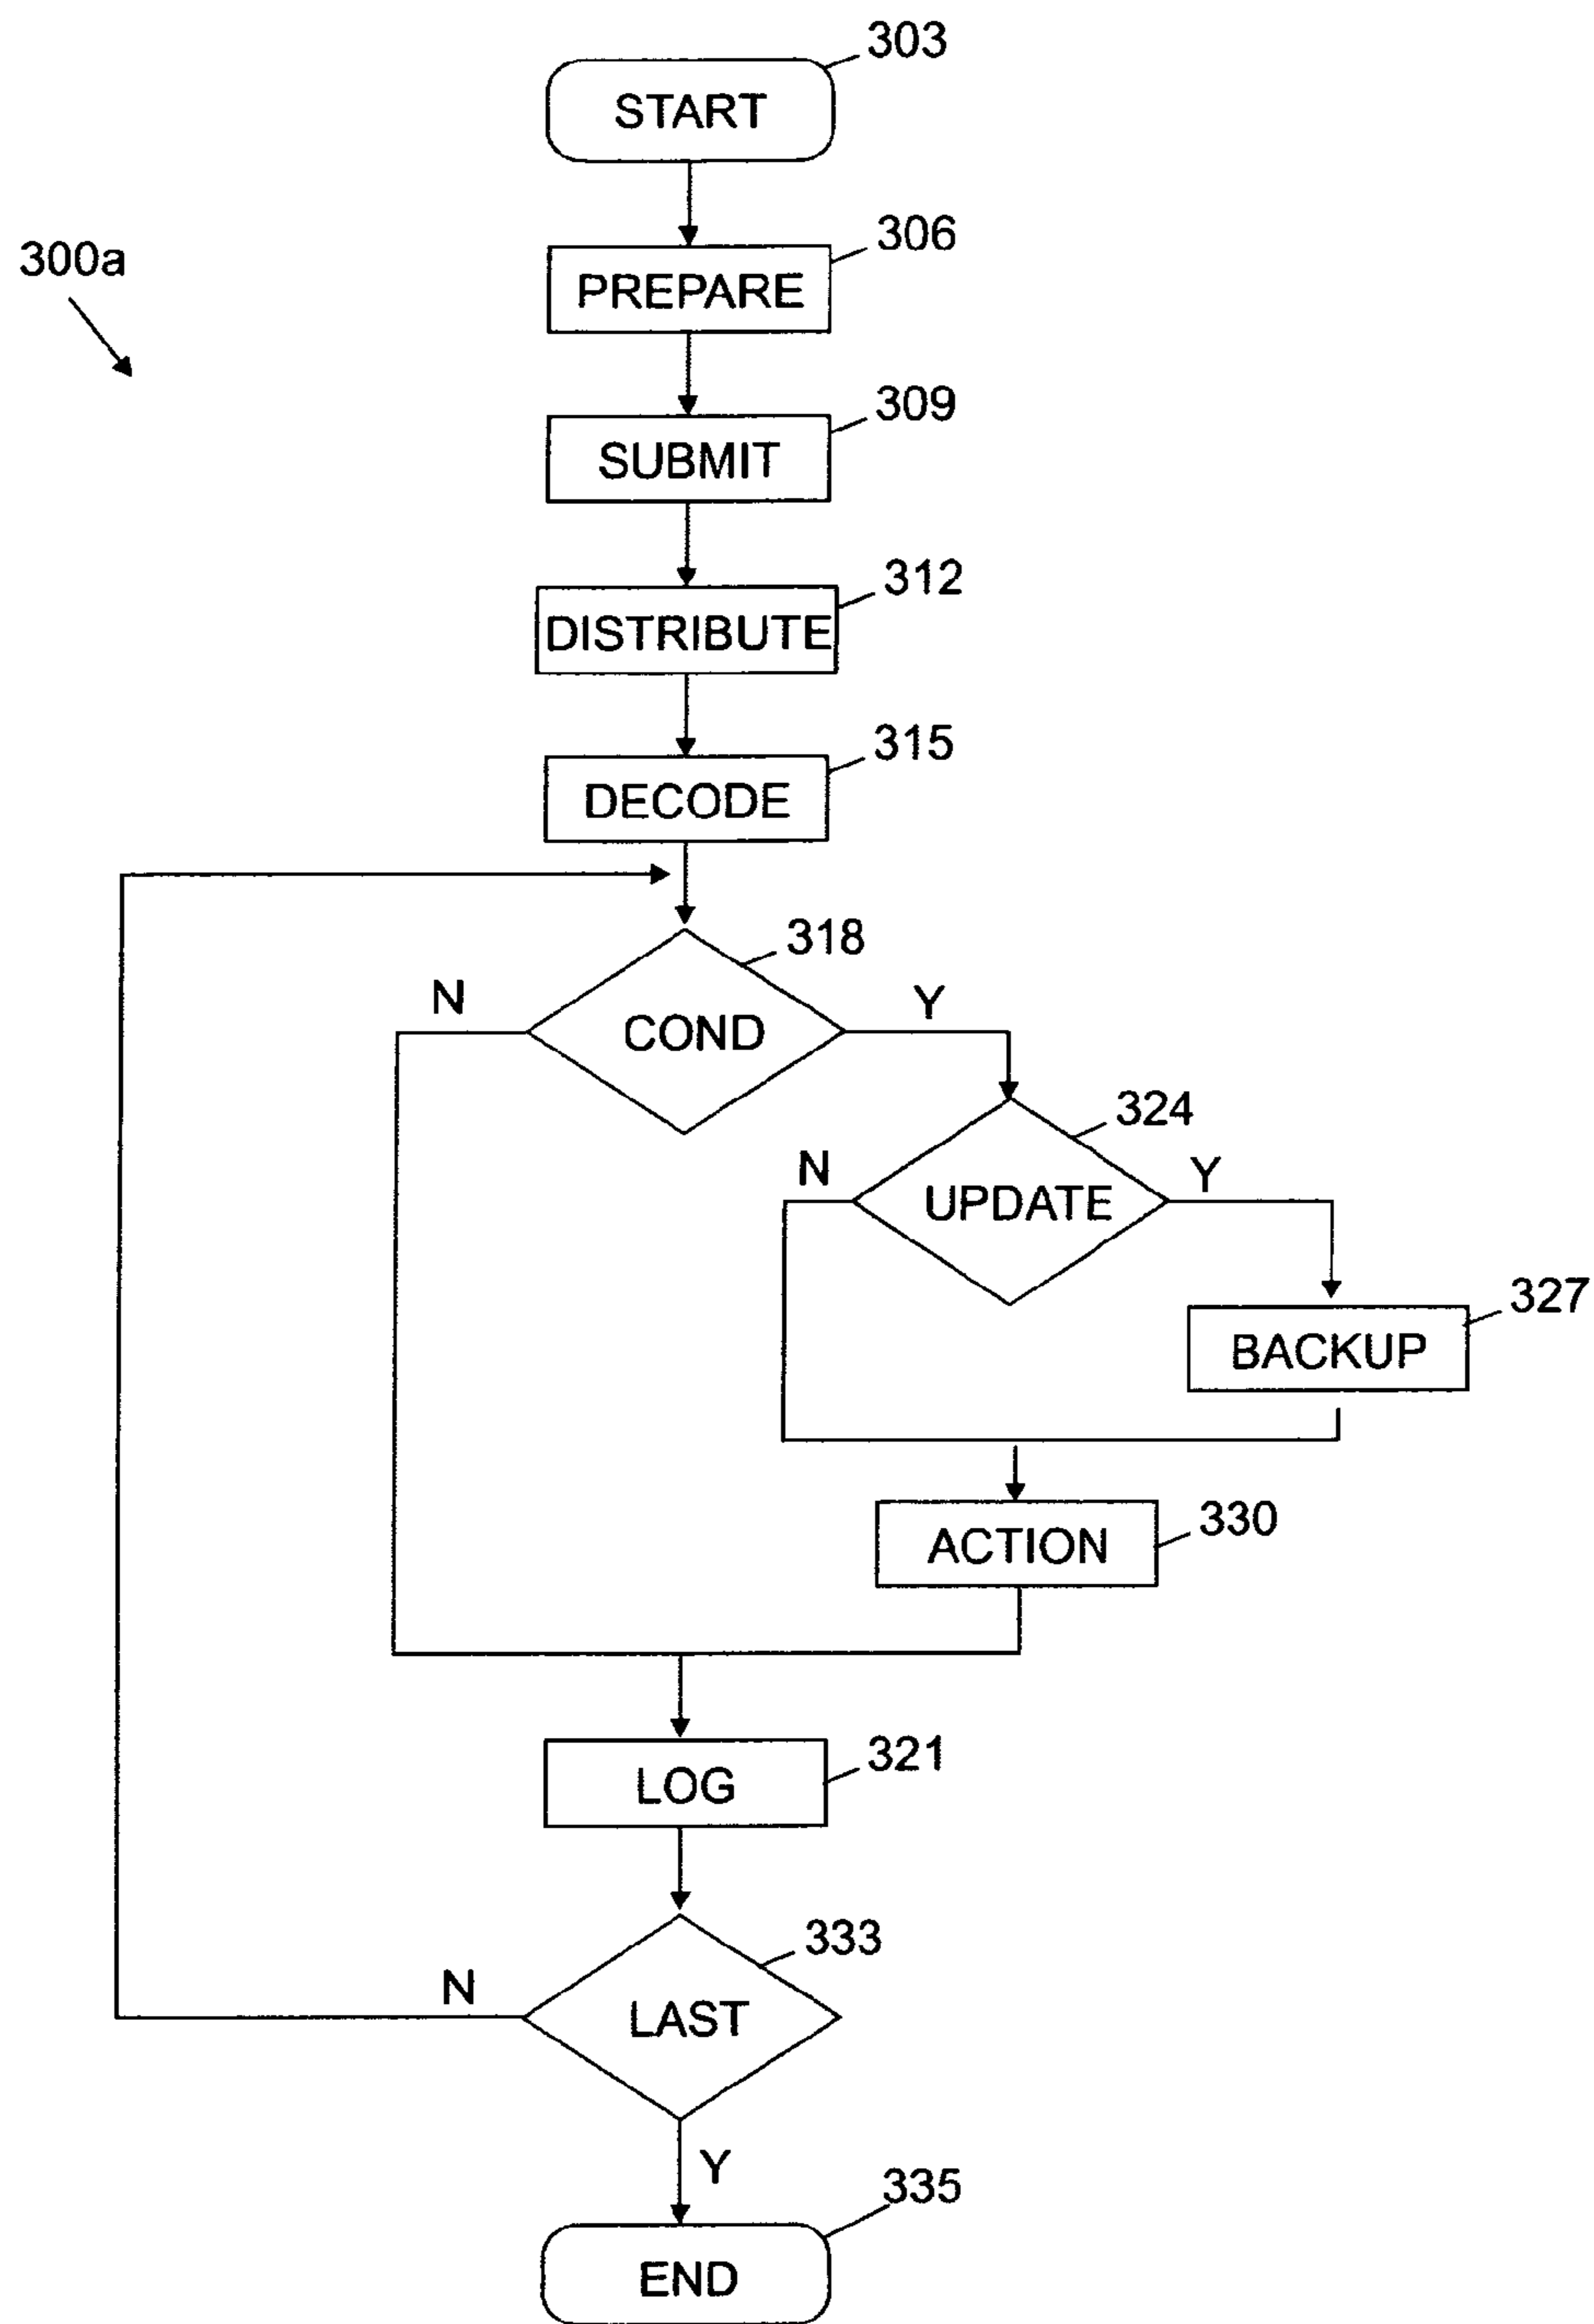 303
START
300a
306
PREPARE
309
SUBMIT
312
DISTRIBUTE
315
DECODE
318
N
Y
COND
324
N
Y
UPDATE
327
BACKUP
330
ACTION
321
LOG
333
N
LAST
Y
335
END